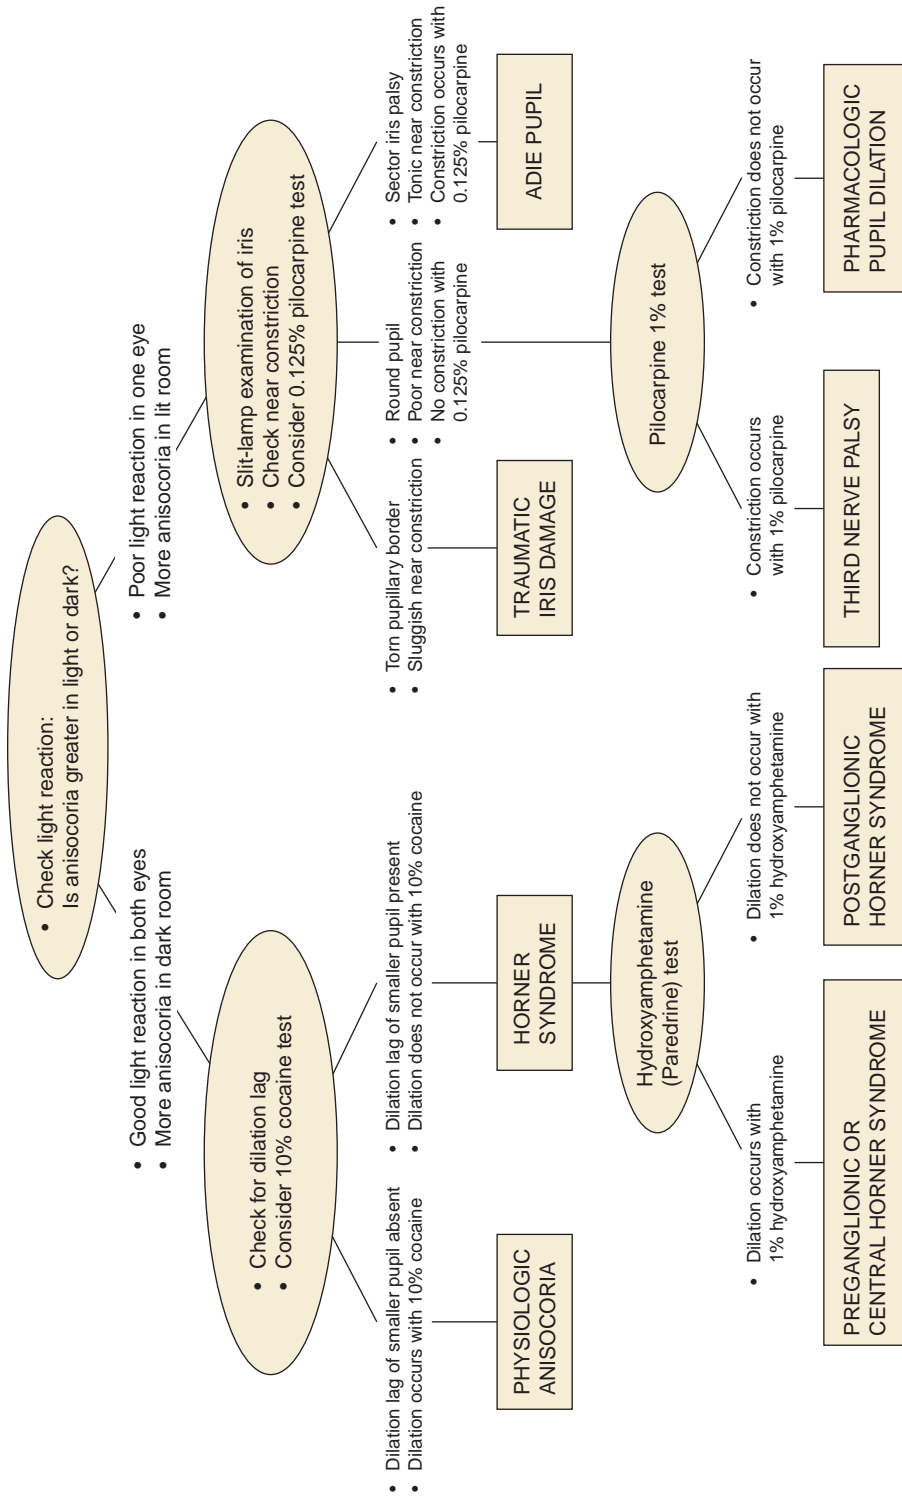 • Check light reaction:
Is anisocoria greater in light or dark?
• Good light reaction in both eyes
• More anisocoria in dark room
• Poor light reaction in one eye
• More anisocoria in lit room
• Check for dilation lag
• Consider 10% cocaine test
• Slit-lamp examination of iris
• Check near constriction
• Consider 0.125% pilocarpine test
• Dilation lag of smaller pupil absent
• Dilation occurs with 10% cocaine
• Dilation lag of smaller pupil present
• Dilation does not occur with 10% cocaine
• Torn pupillary border
• Sluggish near constriction
• Round pupil
• Poor near constriction
• No constriction with
0.125% pilocarpine
• Sector iris palsy
• Tonic near constriction
• Constriction occurs with
0.125% pilocarpine
PHYSIOLOGIC
ANISOCORIA
HORNER
SYNDROME
TRAUMATIC
IRIS DAMAGE
ADIE PUPIL
Hydroxyamphetamine
(Paredrine) test
Pilocarpine 1% test
• Dilation occurs with
1% hydroxyamphetamine
• Dilation does not occur with
1% hydroxyamphetamine
• Constriction occurs
with 1% pilocarpine
• Constriction does not occur
with 1% pilocarpine
PREGANGLIONIC OR
CENTRAL HORNER SYNDROME
POSTGANGLIONIC
HORNER SYNDROME
THIRD NERVE PALSY
PHARMACOLOGIC
PUPIL DILATION